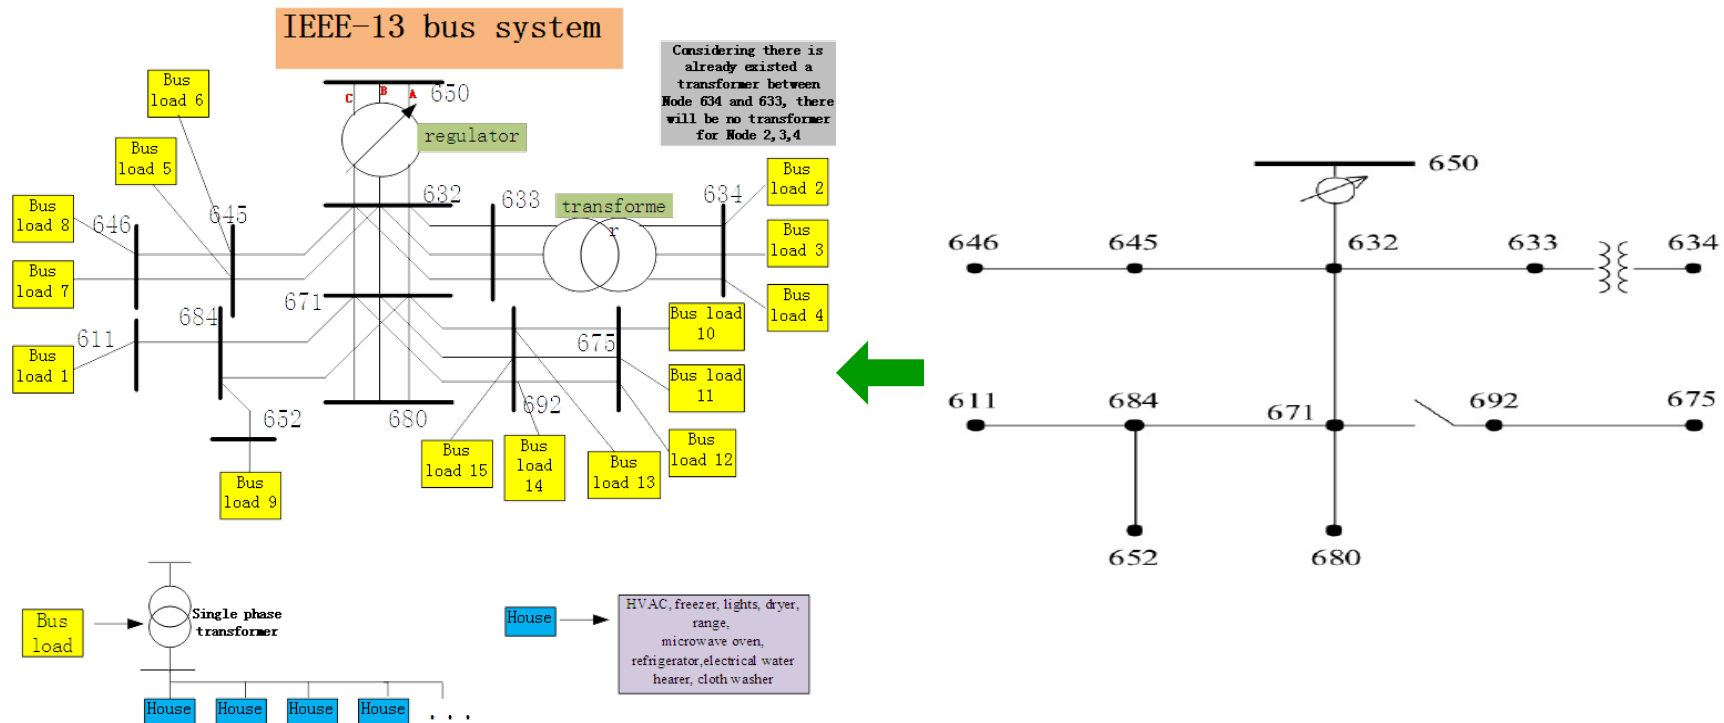 IEEE-13 bus system
Considering there is
already existed a
transformer between
Node 634 and 633, there
will be no transformer
for Node 2,3,4
Bus
load 6
C
B
A
650
regulator
Bus
load 5
Bus
load 8
646
645
632
633
transforme
r
634
Bus
load 2
Bus
load 3
Bus
load 7
Bus
load 4
684
671
611
Bus
load 1
675
Bus load
10
Bus load
11
652
680
692
Bus
load 9
Bus
load 15
Bus
load
14
Bus
load 13
Bus
load 12
650
646
645
632
633
634
611
684
671
692
675
652
680
Bus
load
Single phase
transformer
House
House
House
House
. . .
House
HVAC, freezer, lights, dryer,
range,
microwave oven,
refrigerator,electrical water
hearer, cloth washer